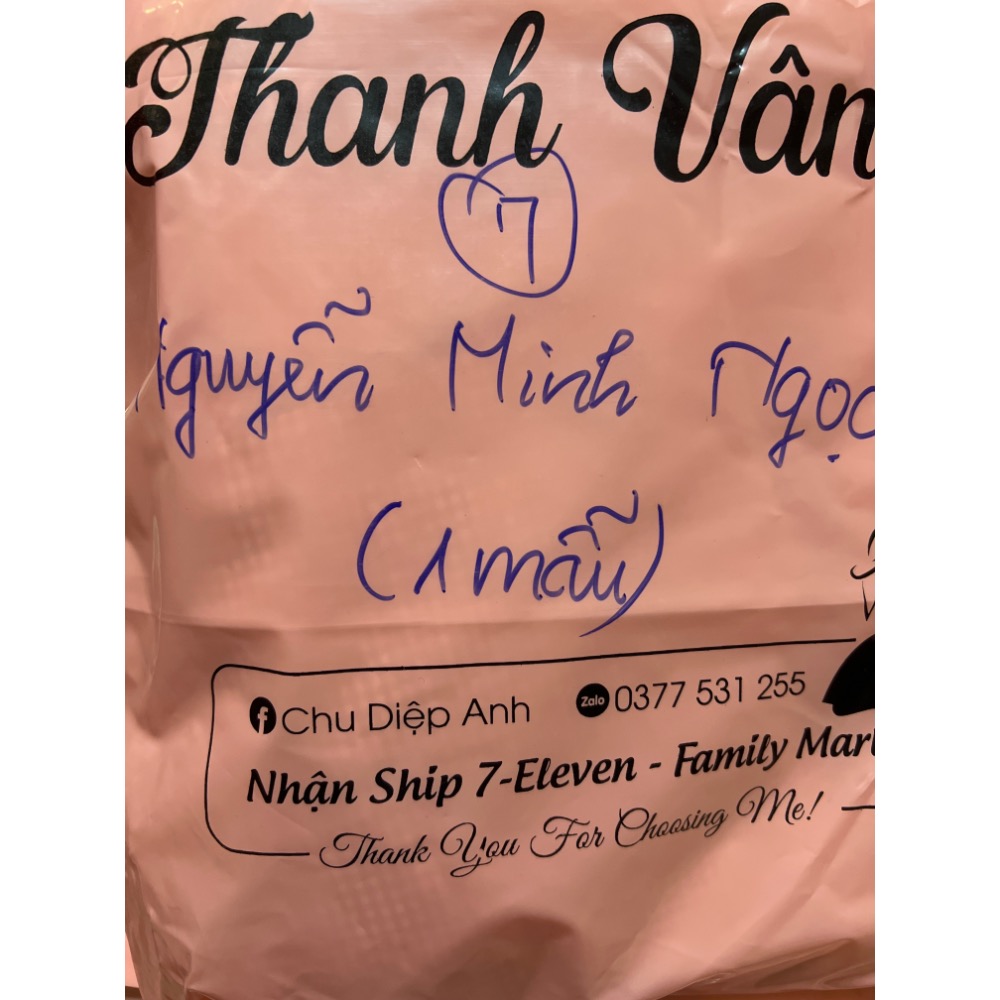 Thanh Vân
7
Nguyễn Minh Ngọc
(1 mẫu)
f Chu Diệp Anh Zalo 0377 531 255
Nhận Ship 7-Eleven - Family Mart
Thank You For Choosing Me!